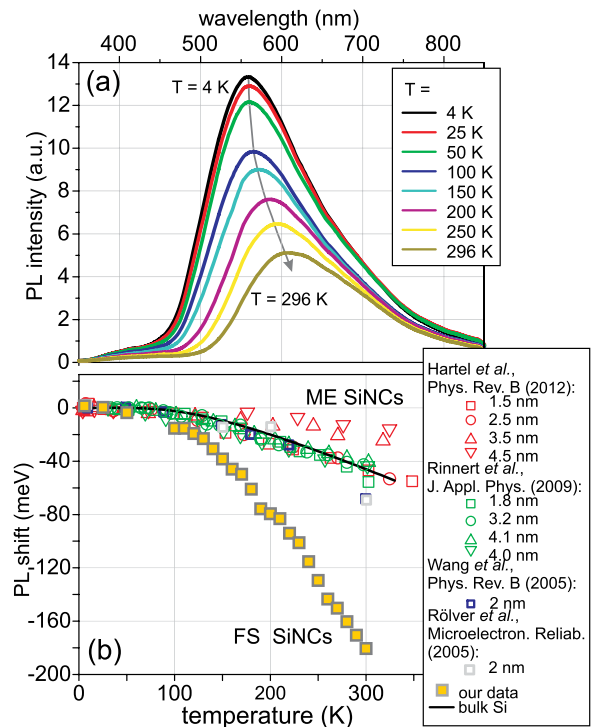 wavelength (nm)
400 500 600 700 800
14
12
10
8
6
4
2
0
PL intensity (a.u.)
(a)
T = 4 K
T = 296 K
T =
4 K
25 K
50 K
100 K
150 K
200 K
250 K
296 K
0
-40
-80
-120
-160
-200
PL shift (meV)
ME SiNCs
FS SiNCs
(b)
0 100 200 300
temperature (K)
Hartel et al.,
Phys. Rev. B (2012):
1.5 nm
2.5 nm
3.5 nm
4.5 nm
Rinnert et al.,
J. Appl. Phys. (2009):
1.8 nm
3.2 nm
4.1 nm
4.0 nm
Wang et al.,
Phys. Rev. B (2005):
2 nm
Rölver et al.,
Microelectron. Reliab.
(2005):
2 nm
our data
bulk Si